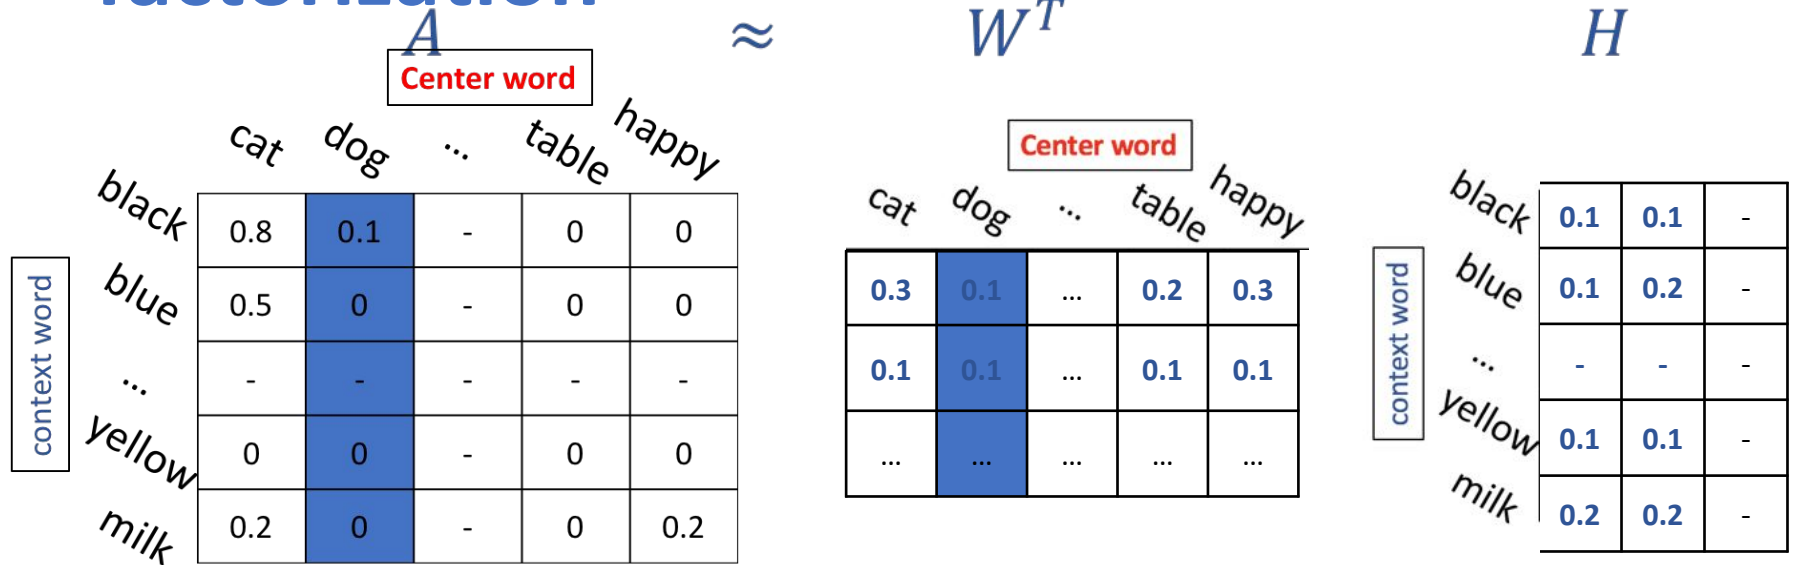 factorization
A ≈ W^T H
Center word
cat dog ... table happy
black 0.8 0.1 - 0 0
blue 0.5 0 - 0 0
... - - - - -
yellow 0 0 - 0 0
milk 0.2 0 - 0 0.2
context word
Center word
cat dog ... table happy
0.3 0.1 ... 0.2 0.3
0.1 0.1 ... 0.1 0.1
... ... ... ... ...
context word
black 0.1 0.1 -
blue 0.1 0.2 -
... - - -
yellow 0.1 0.1 -
milk 0.2 0.2 -